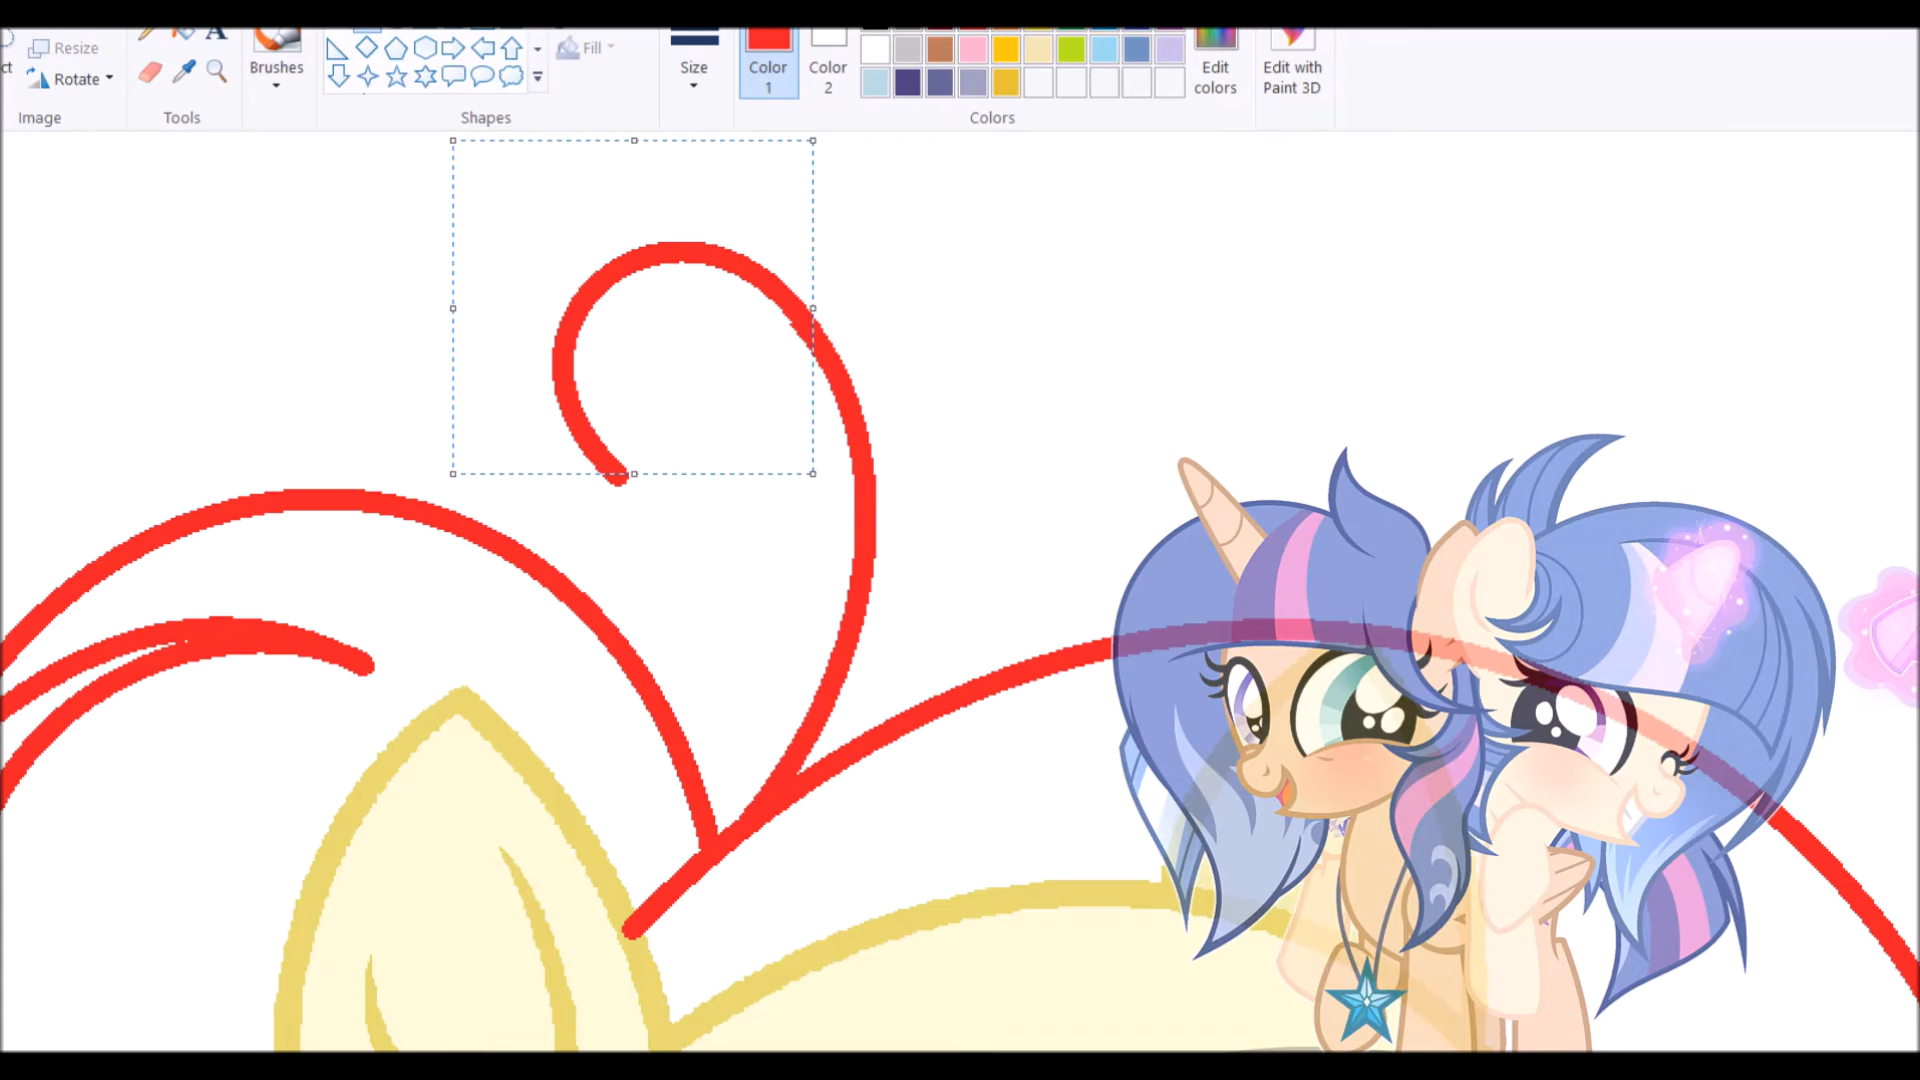 Resize
ct
Rotate
Image
Tools
Brushes
Shapes
Fill
Size
Color
1
Color
2
Edit
colors
Edit with
Paint 3D
Colors